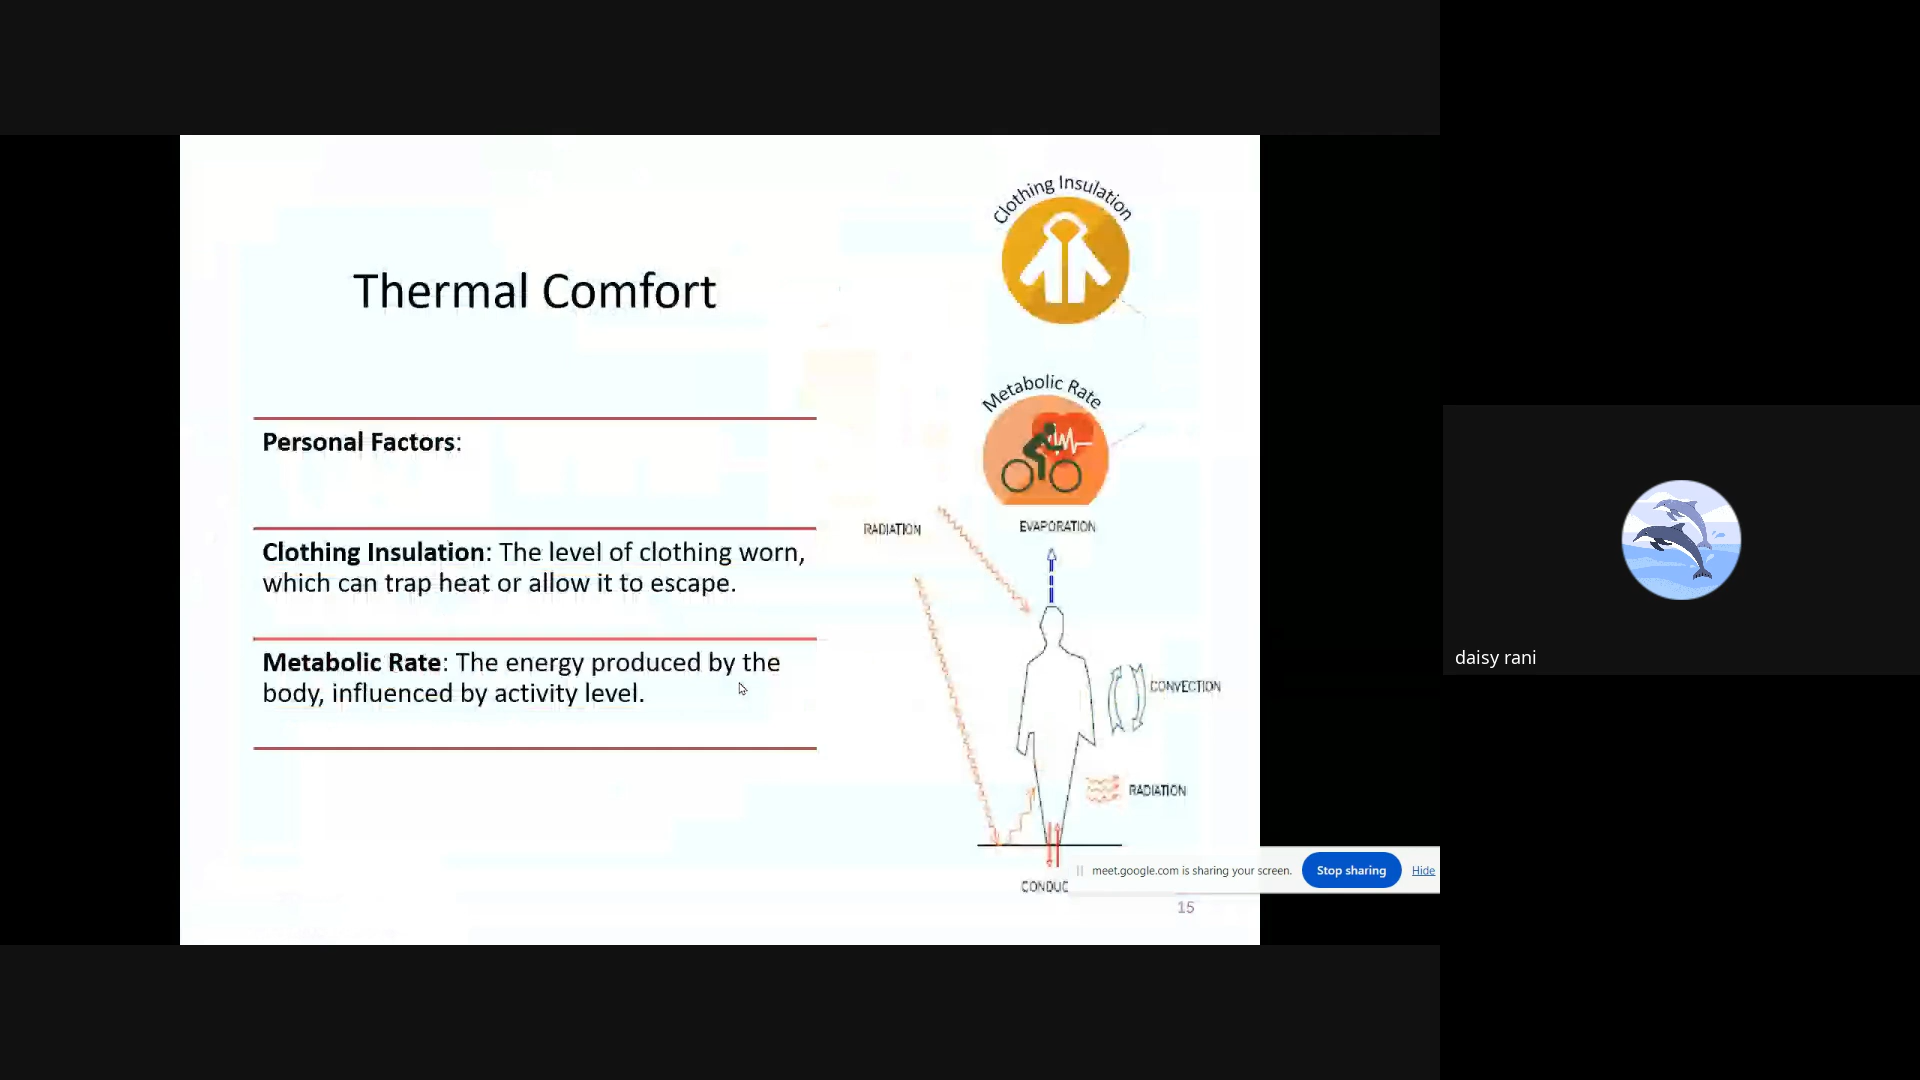 Clothing Insulation
Thermal Comfort
Metabolic Rate
Personal Factors:
RADIATION
EVAPORATION
Clothing Insulation: The level of clothing worn,
which can trap heat or allow it to escape.
Metabolic Rate: The energy produced by the
body, influenced by activity level.
CONVECTION
RADIATION
CONDUC
meet.google.com is sharing your screen.
Stop sharing
Hide
15
daisy rani